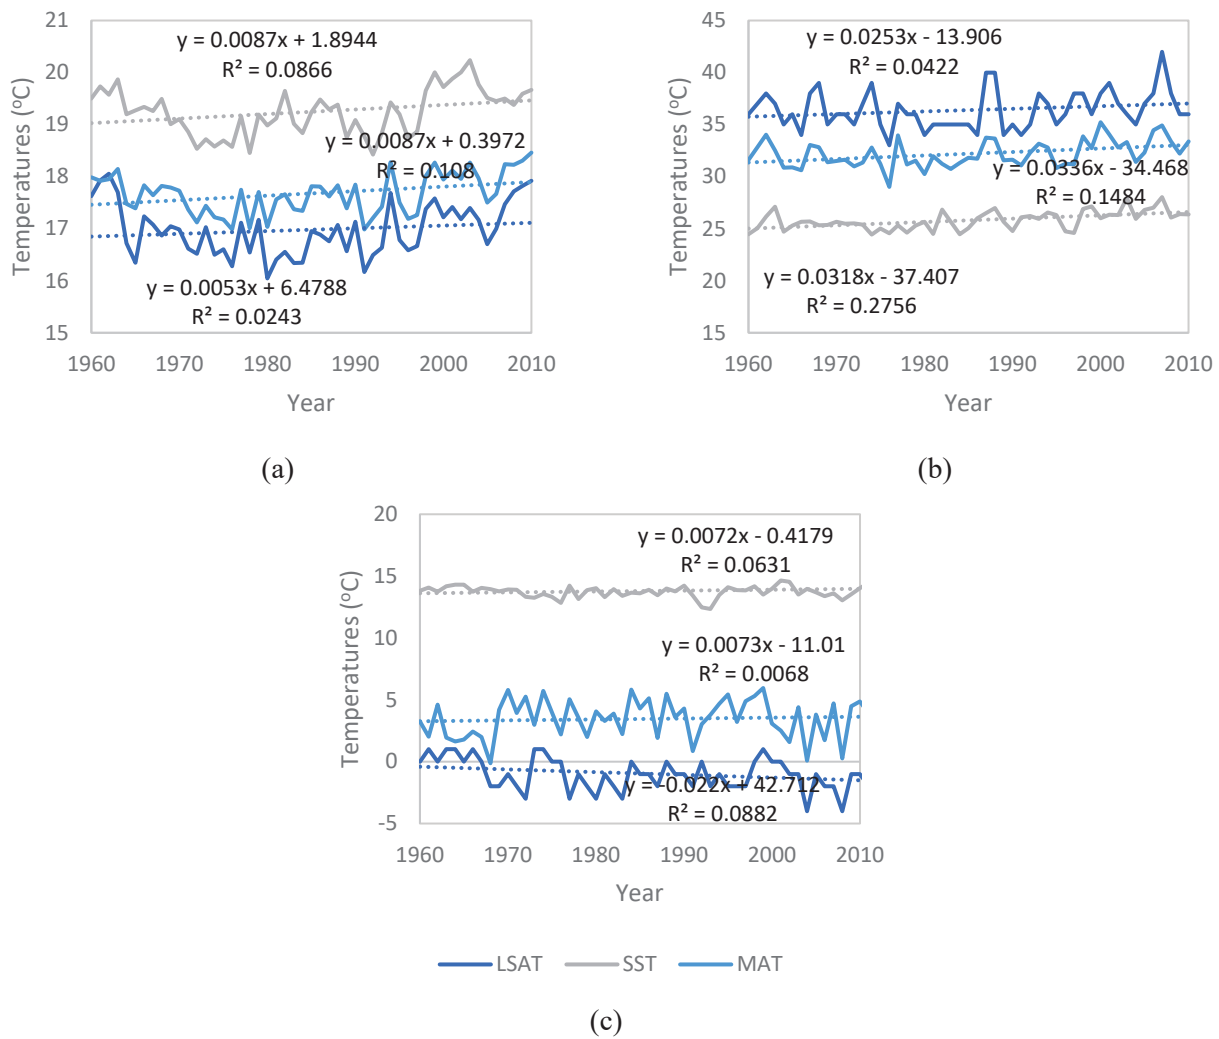 21
20
19
18
17
16
15
Temperatures (°C)
y = 0.0087x + 1.8944
R² = 0.0866
y = 0.0087x + 0.3972
R² = 0.108
y = 0.0053x + 6.4788
R² = 0.0243
1960 1970 1980 1990 2000 2010
Year
(a)
45
40
35
30
25
20
15
Temperatures (°C)
y = 0.0253x - 13.906
R² = 0.0422
y = 0.0336x - 34.468
R² = 0.1484
y = 0.0318x - 37.407
R² = 0.2756
1960 1970 1980 1990 2000 2010
Year
(b)
20
15
10
5
0
-5
Temperatures (°C)
y = 0.0072x - 0.4179
R² = 0.0631
y = 0.0073x - 11.01
R² = 0.0068
y = -0.022x + 42.712
R² = 0.0882
1960 1970 1980 1990 2000 2010
Year
LSAT SST MAT
(c)